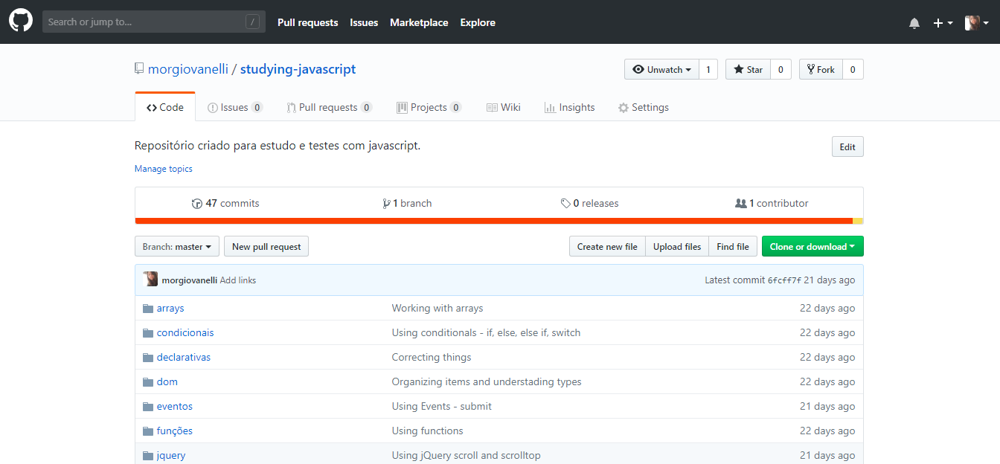 Search or jump to... /
Pull requests Issues Marketplace Explore
morgiovanelli / studying-javascript
Unwatch 1 Star 0 Fork 0
Code Issues 0 Pull requests 0 Projects 0 Wiki Insights Settings
Repositório criado para estudo e testes com javascript.
Edit
Manage topics
47 commits 1 branch 0 releases 1 contributor
Branch: master New pull request Create new file Upload files Find file Clone or download
morgiovanelli Add links Latest commit 6fcff7f 21 days ago
arrays Working with arrays 22 days ago
condicionais Using conditionals - if, else, else if, switch 22 days ago
declarativas Correcting things 22 days ago
dom Organizing items and understading types 22 days ago
eventos Using Events - submit 21 days ago
funções Using functions 22 days ago
jquery Using jQuery scroll and scrolltop 21 days ago